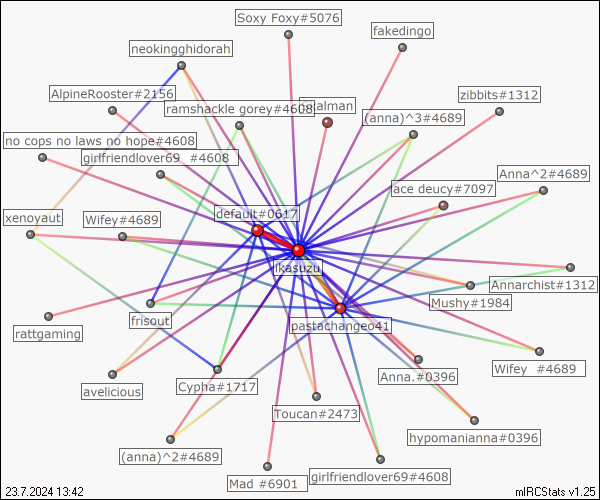 Soxy Foxy#5076
fakedingo
neokingghidorah
AlpineRooster#2156
zibbits#1312
ramshackle gorey#4608
(anna)^3#4689
no cops no laws no hope#4608
girlfriendlover69 #4608
Anna^2#4689
ace deucy#7097
xenoyaut
Wifey#4689
default#0617
ikasuzu
Annarchist#1312
Mushy#1984
rattgaming
frisout
pastachangeo41
Wifey #4689
avelicious
Cypha#1717
Anna.#0396
Toucan#2473
hypomanianna#0396
(anna)^2#4689
Mad #6901
girlfriendlover69#4608
23.7.2024 13:42
mIRCStats v1.25